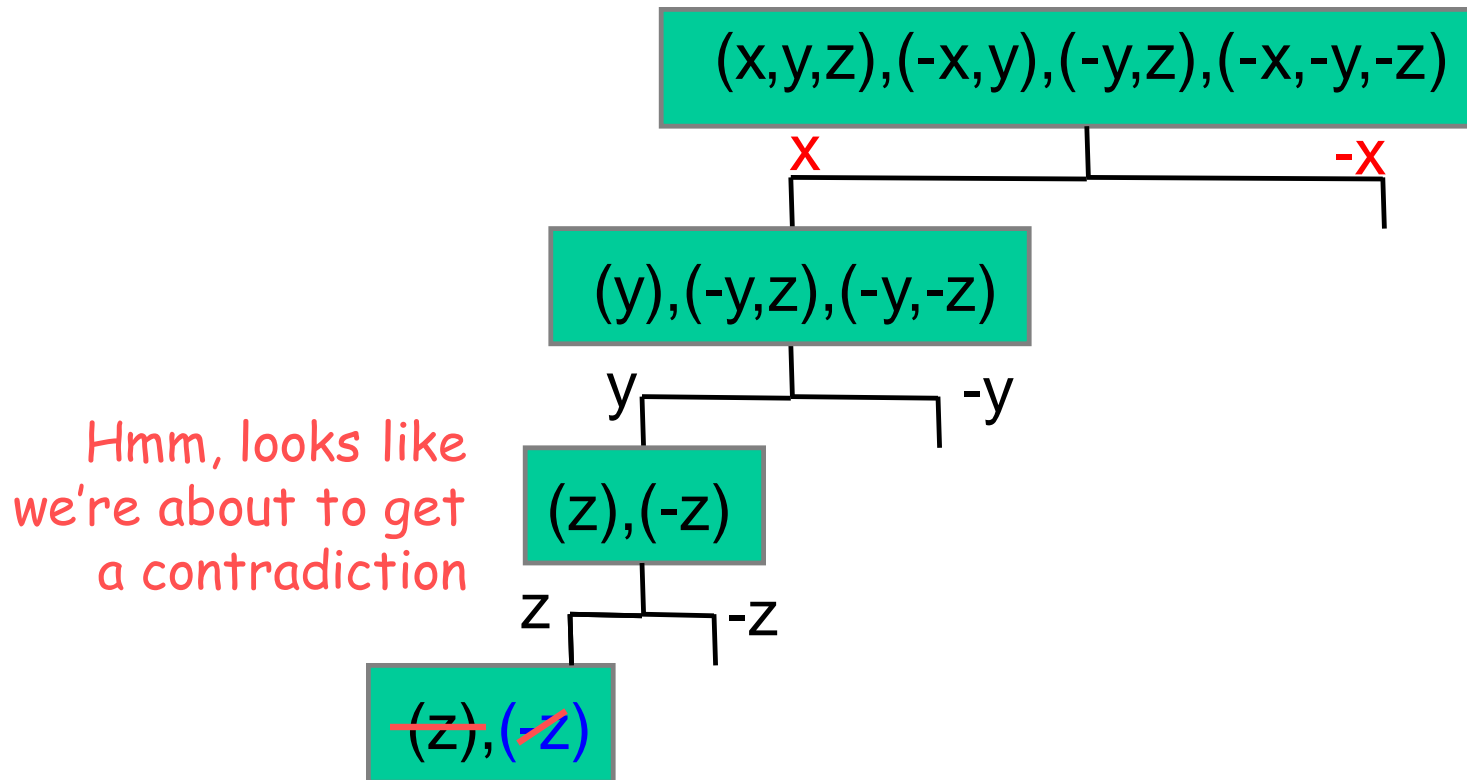 (x,y,z),(-x,y),(-y,z),(-x,-y,-z)
x
-x
(y),(-y,z),(-y,-z)
y
-y
Hmm, looks like
we're about to get
a contradiction
(z),(-z)
z
-z
(z),(-z)